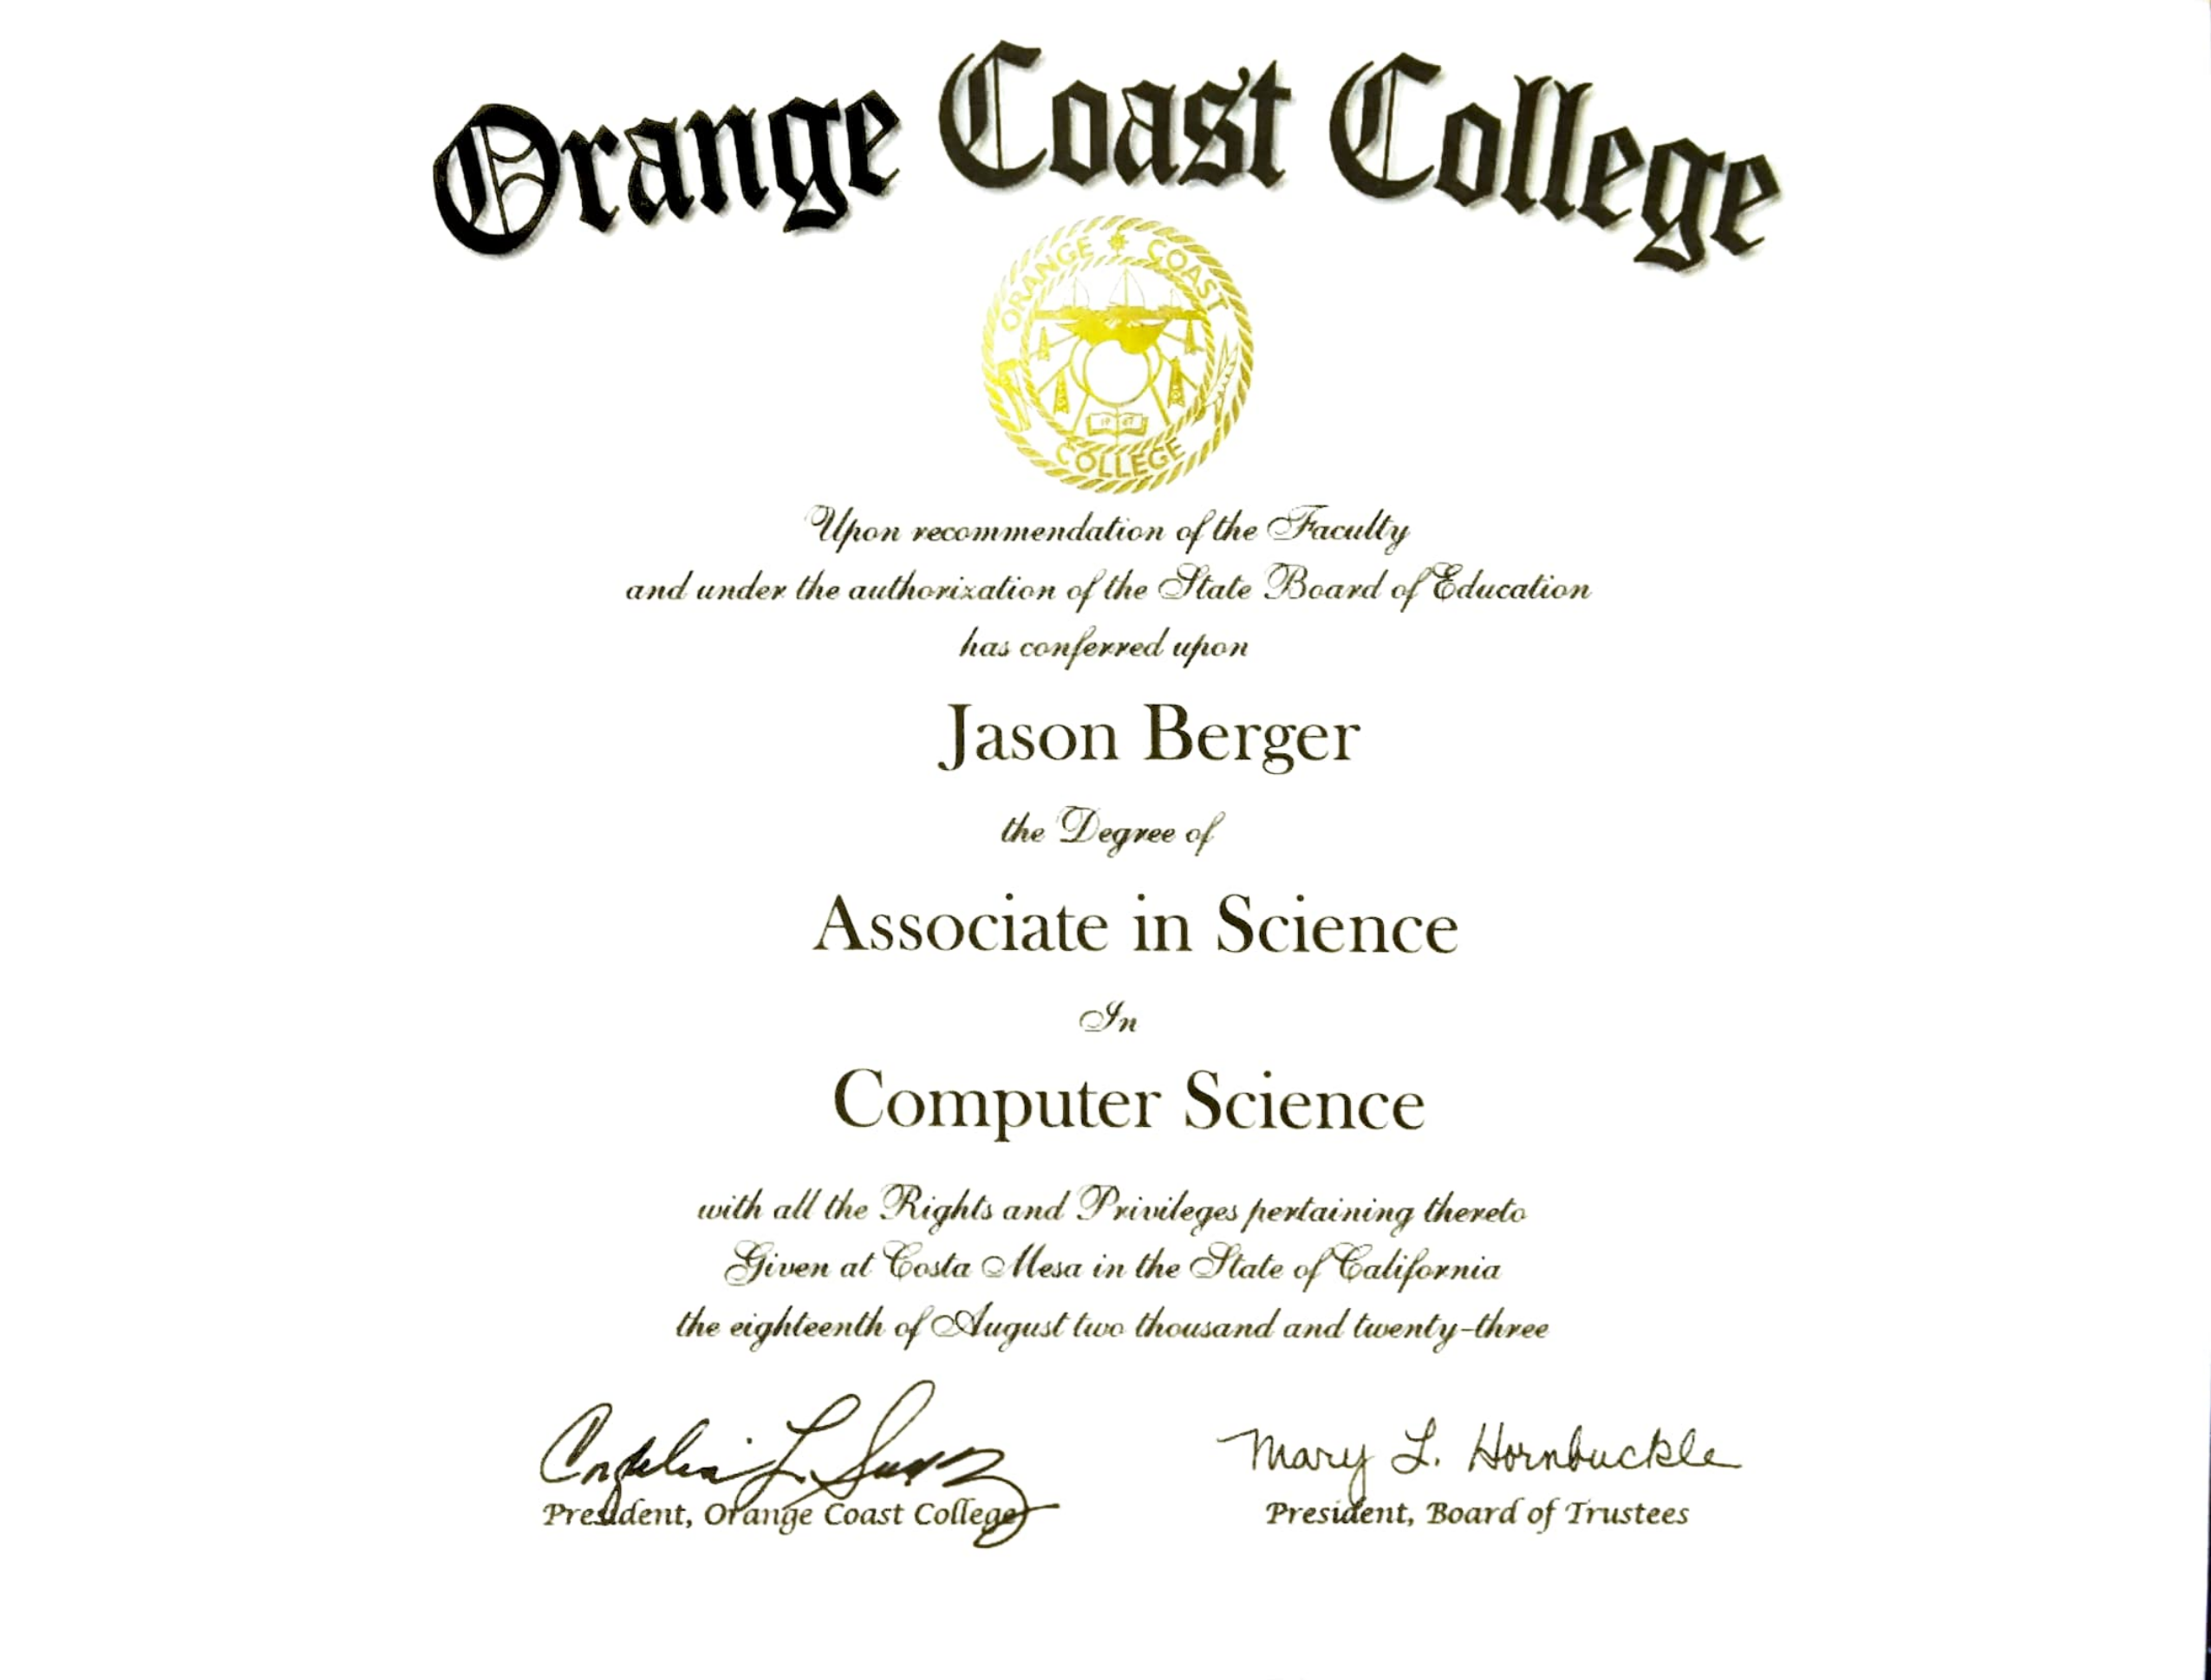 Orange Coast College
ORANGE COAST
19 47
COLLEGE
Upon recommendation of the Faculty
and under the authorization of the State Board of Education
has conferred upon
Jason Berger
the Degree of
Associate in Science
In
Computer Science
with all the Rights and Privileges pertaining thereto
Given at Costa Mesa in the State of California
the eighteenth of August two thousand and twenty-three
Mary L. Hornbuckle
President, Orange Coast College
President, Board of Trustees